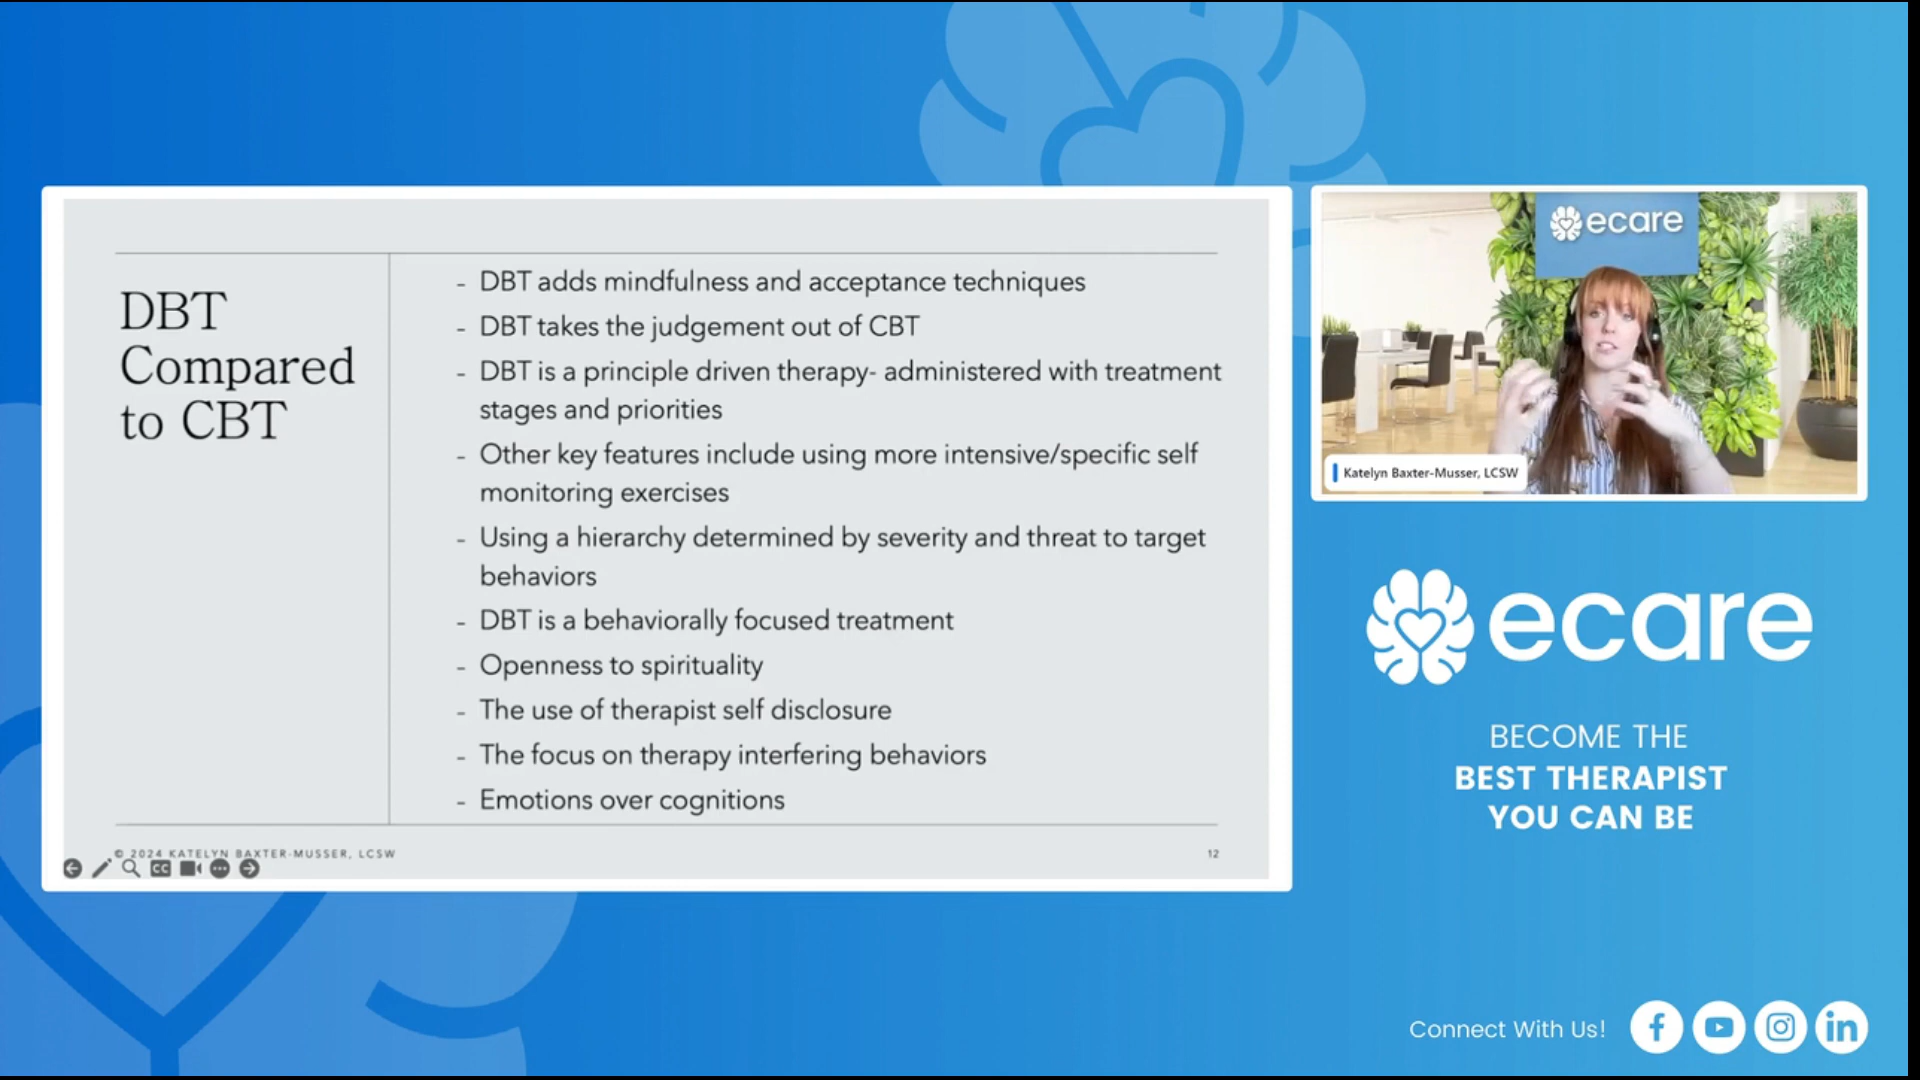 DBT
Compared
to CBT
- DBT adds mindfulness and acceptance techniques
- DBT takes the judgement out of CBT
- DBT is a principle driven therapy- administered with treatment
stages and priorities
- Other key features include using more intensive/specific self
monitoring exercises
- Using a hierarchy determined by severity and threat to target
behaviors
- DBT is a behaviorally focused treatment
- Openness to spirituality
- The use of therapist self disclosure
- The focus on therapy interfering behaviors
- Emotions over cognitions
© 2024 KATELYN BAXTER-MUSSER, LCSW
12
CC
ecare
Katelyn Baxter-Musser, LCSW
ecare
BECOME THE
BEST THERAPIST
YOU CAN BE
Connect With Us!
f
in